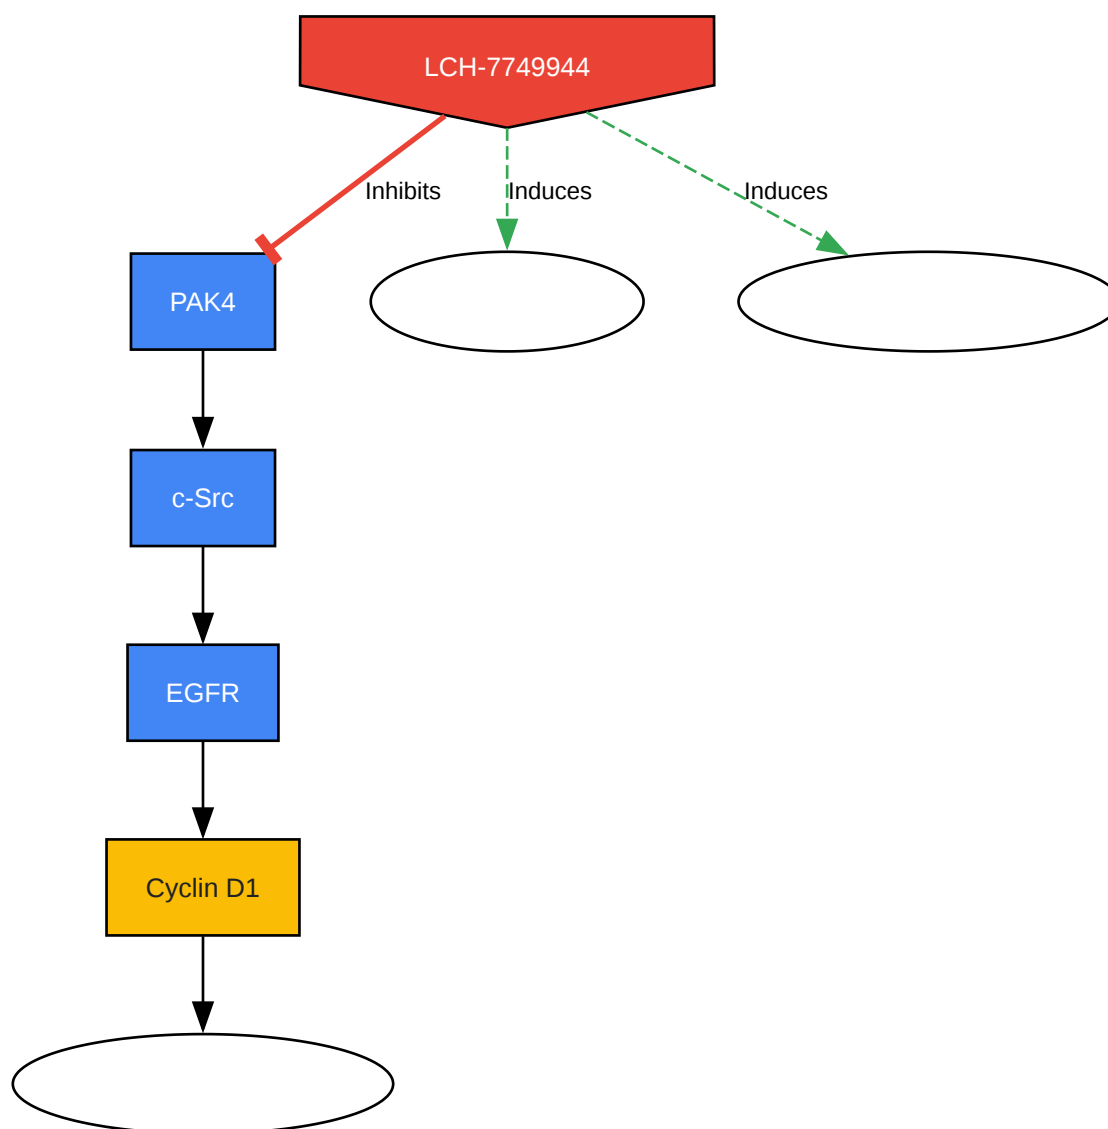 LCH-7749944
Inhibits
Induces
Induces
PAK4
c-Src
EGFR
Cyclin D1